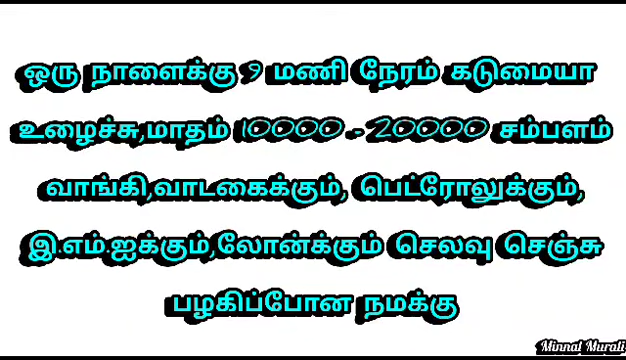 ஒரு நாளைக்கு 9 மணி நேரம் கடுமையா
உழைச்சு,மாதம் 10000 - 20000 சம்பளம்
வாங்கி,வாடகைக்கும், பெட்ரோலுக்கும்,
இ.எம்.ஐக்கும்,லோன்க்கும் செலவு செஞ்சு
பழகிப்போன நமக்கு
Minnal Murali